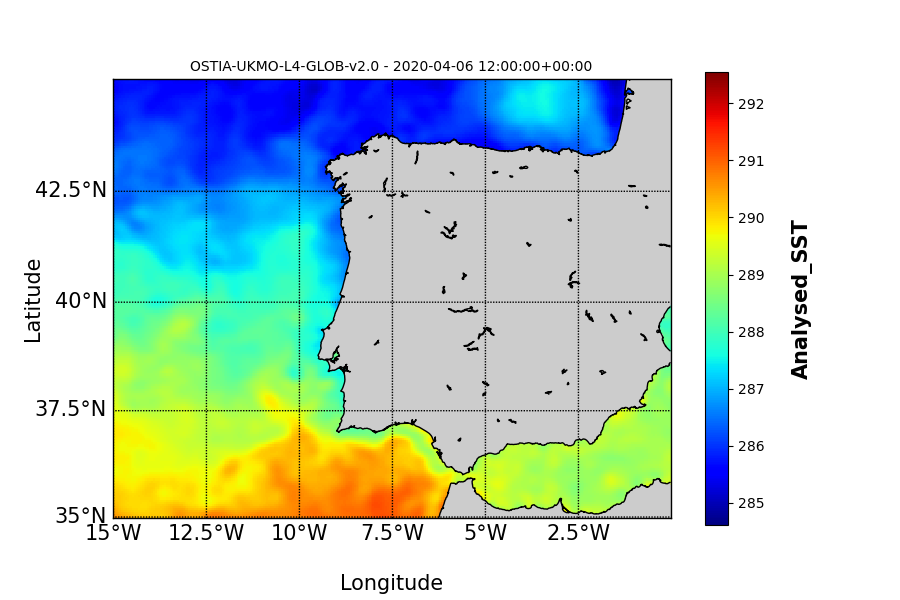 OSTIA-UKMO-L4-GLOB-v2.0 - 2020-04-06 12:00:00+00:00
42.5°N
40°N
37.5°N
35°N
Latitude
15°W 12.5°W 10°W 7.5°W 5°W 2.5°W
Longitude
292
291
290
289
288
287
286
285
Analysed_SST